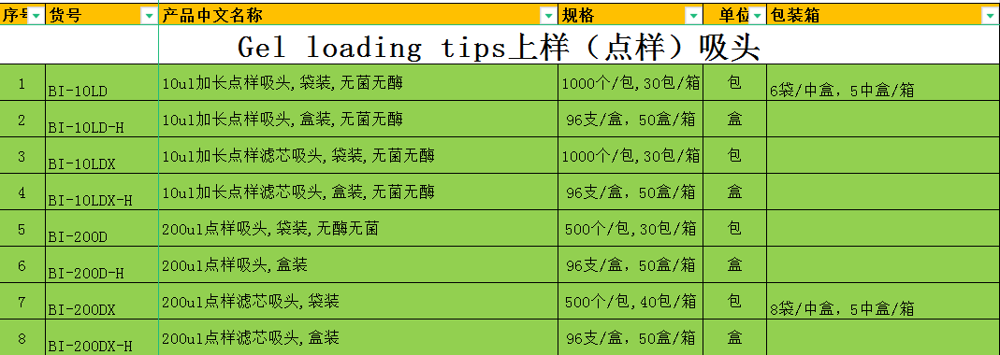 序号 货号 产品中文名称 规格 单位 包装箱
Gel loading tips上样（点样）吸头
1 BI-10LD 10ul加长点样吸头,袋装,无菌无酶 1000个/包,30包/箱 包 6袋/中盒，5中盒/箱
2 BI-10LD-H 10ul加长点样吸头,盒装,无菌无酶 96支/盒，50盒/箱 盒
3 BI-10LDX 10ul加长点样滤芯吸头,袋装,无菌无酶 1000个/包,30包/箱 包
4 BI-10LDX-H 10ul加长点样滤芯吸头,盒装,无菌无酶 96支/盒，50盒/箱 盒
5 BI-200D 200ul点样吸头,袋装,无酶无菌 500个/包,30包/箱 包
6 BI-200D-H 200ul点样吸头,盒装 96支/盒，50盒/箱 盒
7 BI-200DX 200ul点样滤芯吸头,袋装 500个/包,40包/箱 包 8袋/中盒，5中盒/箱
8 BI-200DX-H 200ul点样滤芯吸头,盒装 96支/盒，50盒/箱 盒